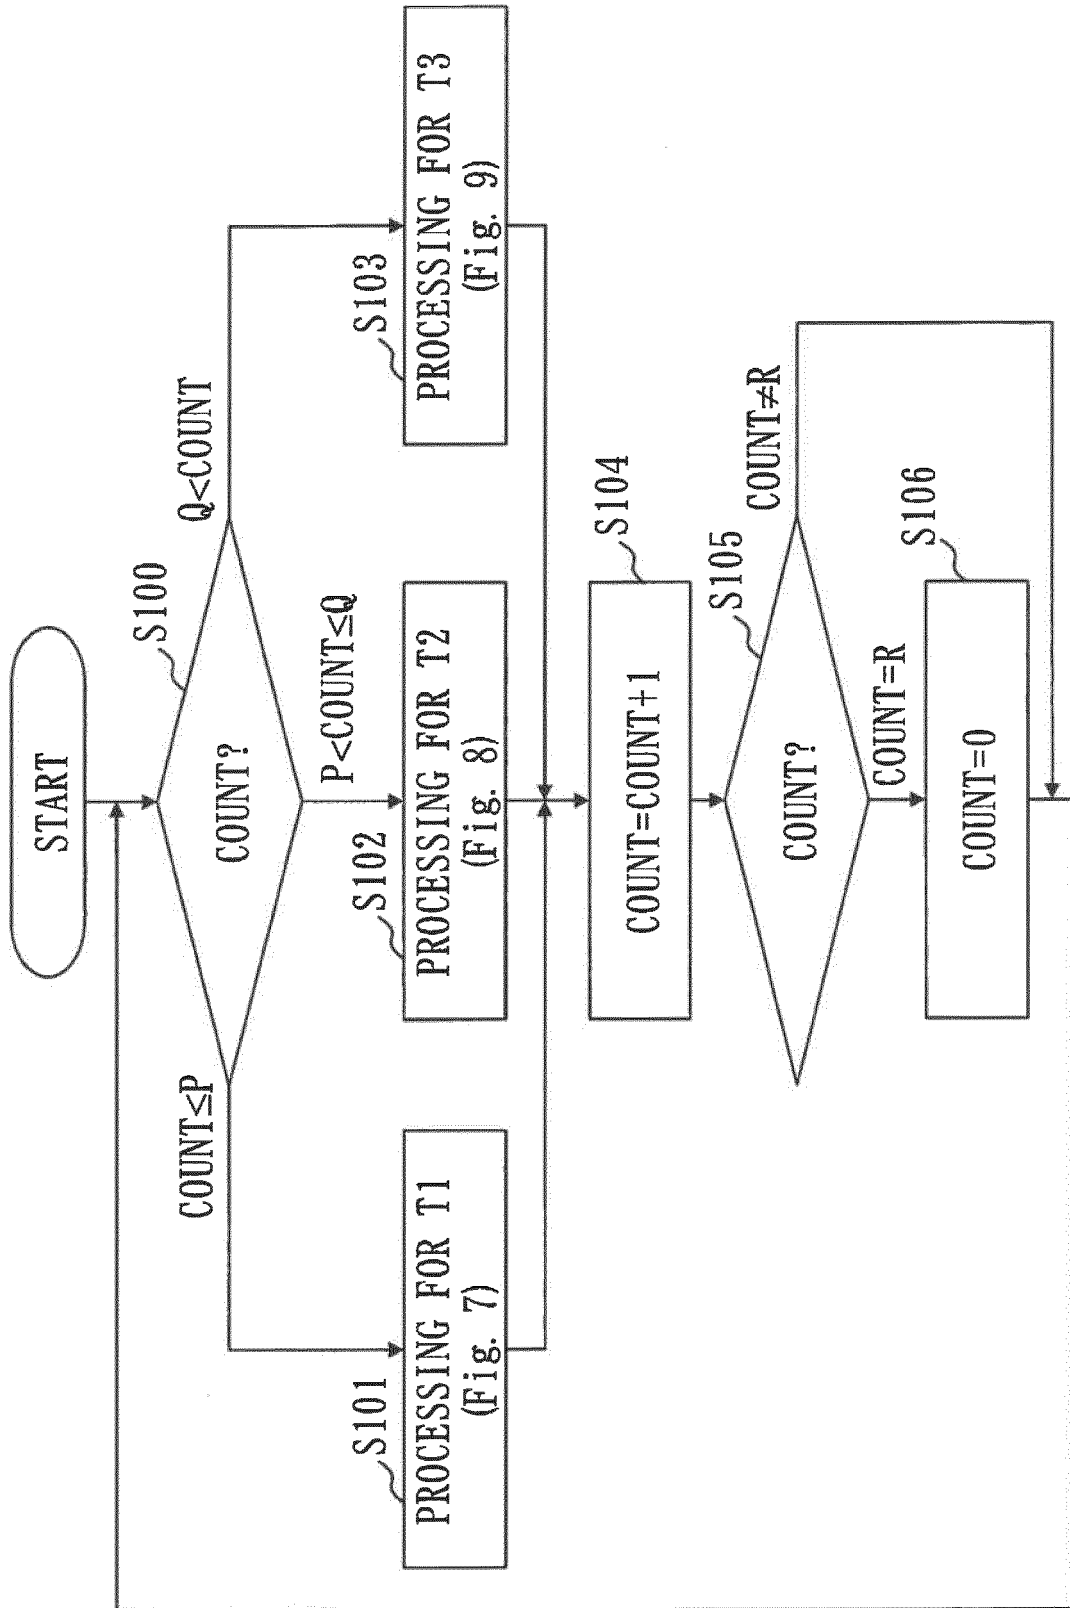 START
S100
COUNT?
COUNT≤P
P<COUNT≤Q
Q<COUNT
S101
PROCESSING FOR T1
(Fig. 7)
S102
PROCESSING FOR T2
(Fig. 8)
S103
PROCESSING FOR T3
(Fig. 9)
S104
COUNT=COUNT+1
S105
COUNT?
COUNT≠R
COUNT=R
S106
COUNT=0